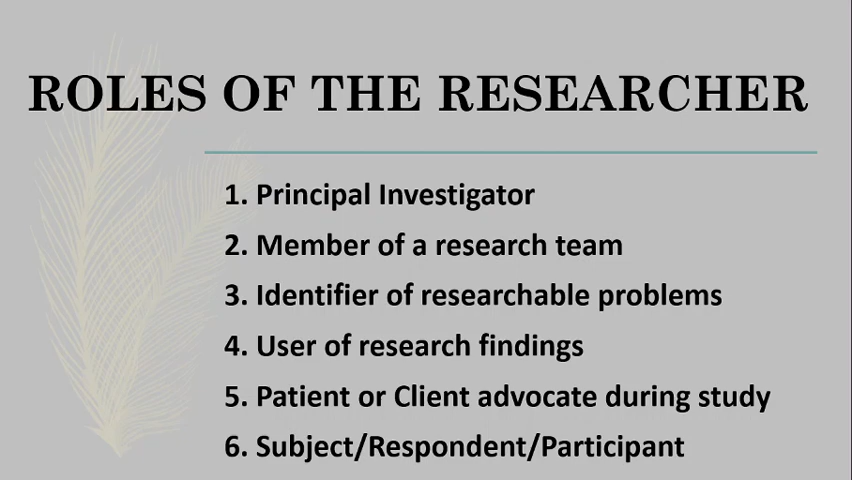 ROLES OF THE RESEARCHER
1. Principal Investigator
2. Member of a research team
3. Identifier of researchable problems
4. User of research findings
5. Patient or Client advocate during study
6. Subject/Respondent/Participant